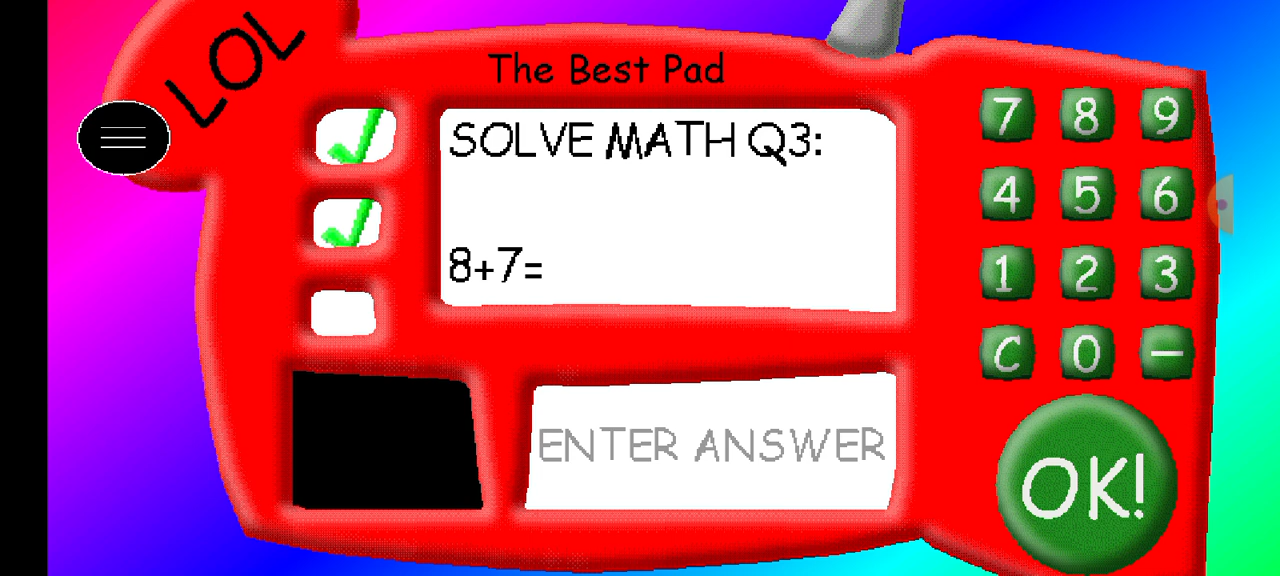 LOL
The Best Pad
SOLVE MATH Q3:
8+7=
ENTER ANSWER
7 8 9
4 5 6
1 2 3
C 0 –
OK!